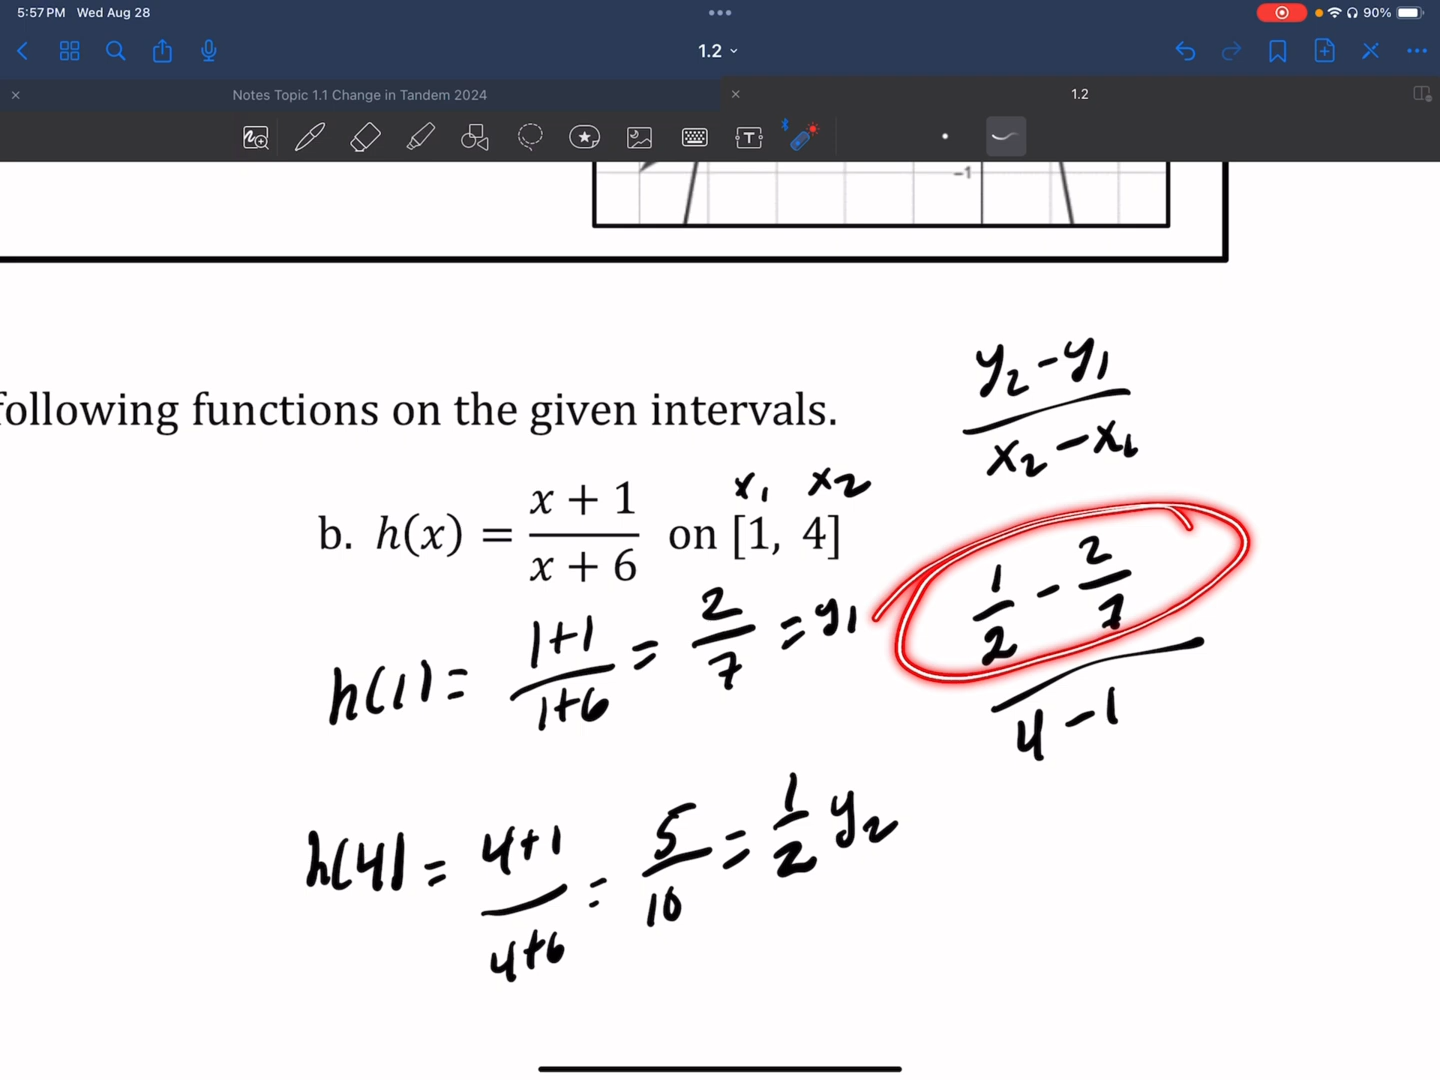 5:57 PM Wed Aug 28
90%
1.2
Notes Topic 1.1 Change in Tandem 2024
1.2
T
-1
following functions on the given intervals.
y2 - y1
x2 - x1
x1 x2
b. h(x) = (x + 1)/(x + 6) on [1, 4]
h(1) = (1+1)/(1+6) = 2/7 = y1
1/2 - 2/7
4 - 1
h(4) = (4+1)/(4+6) = 5/10 = 1/2 y2